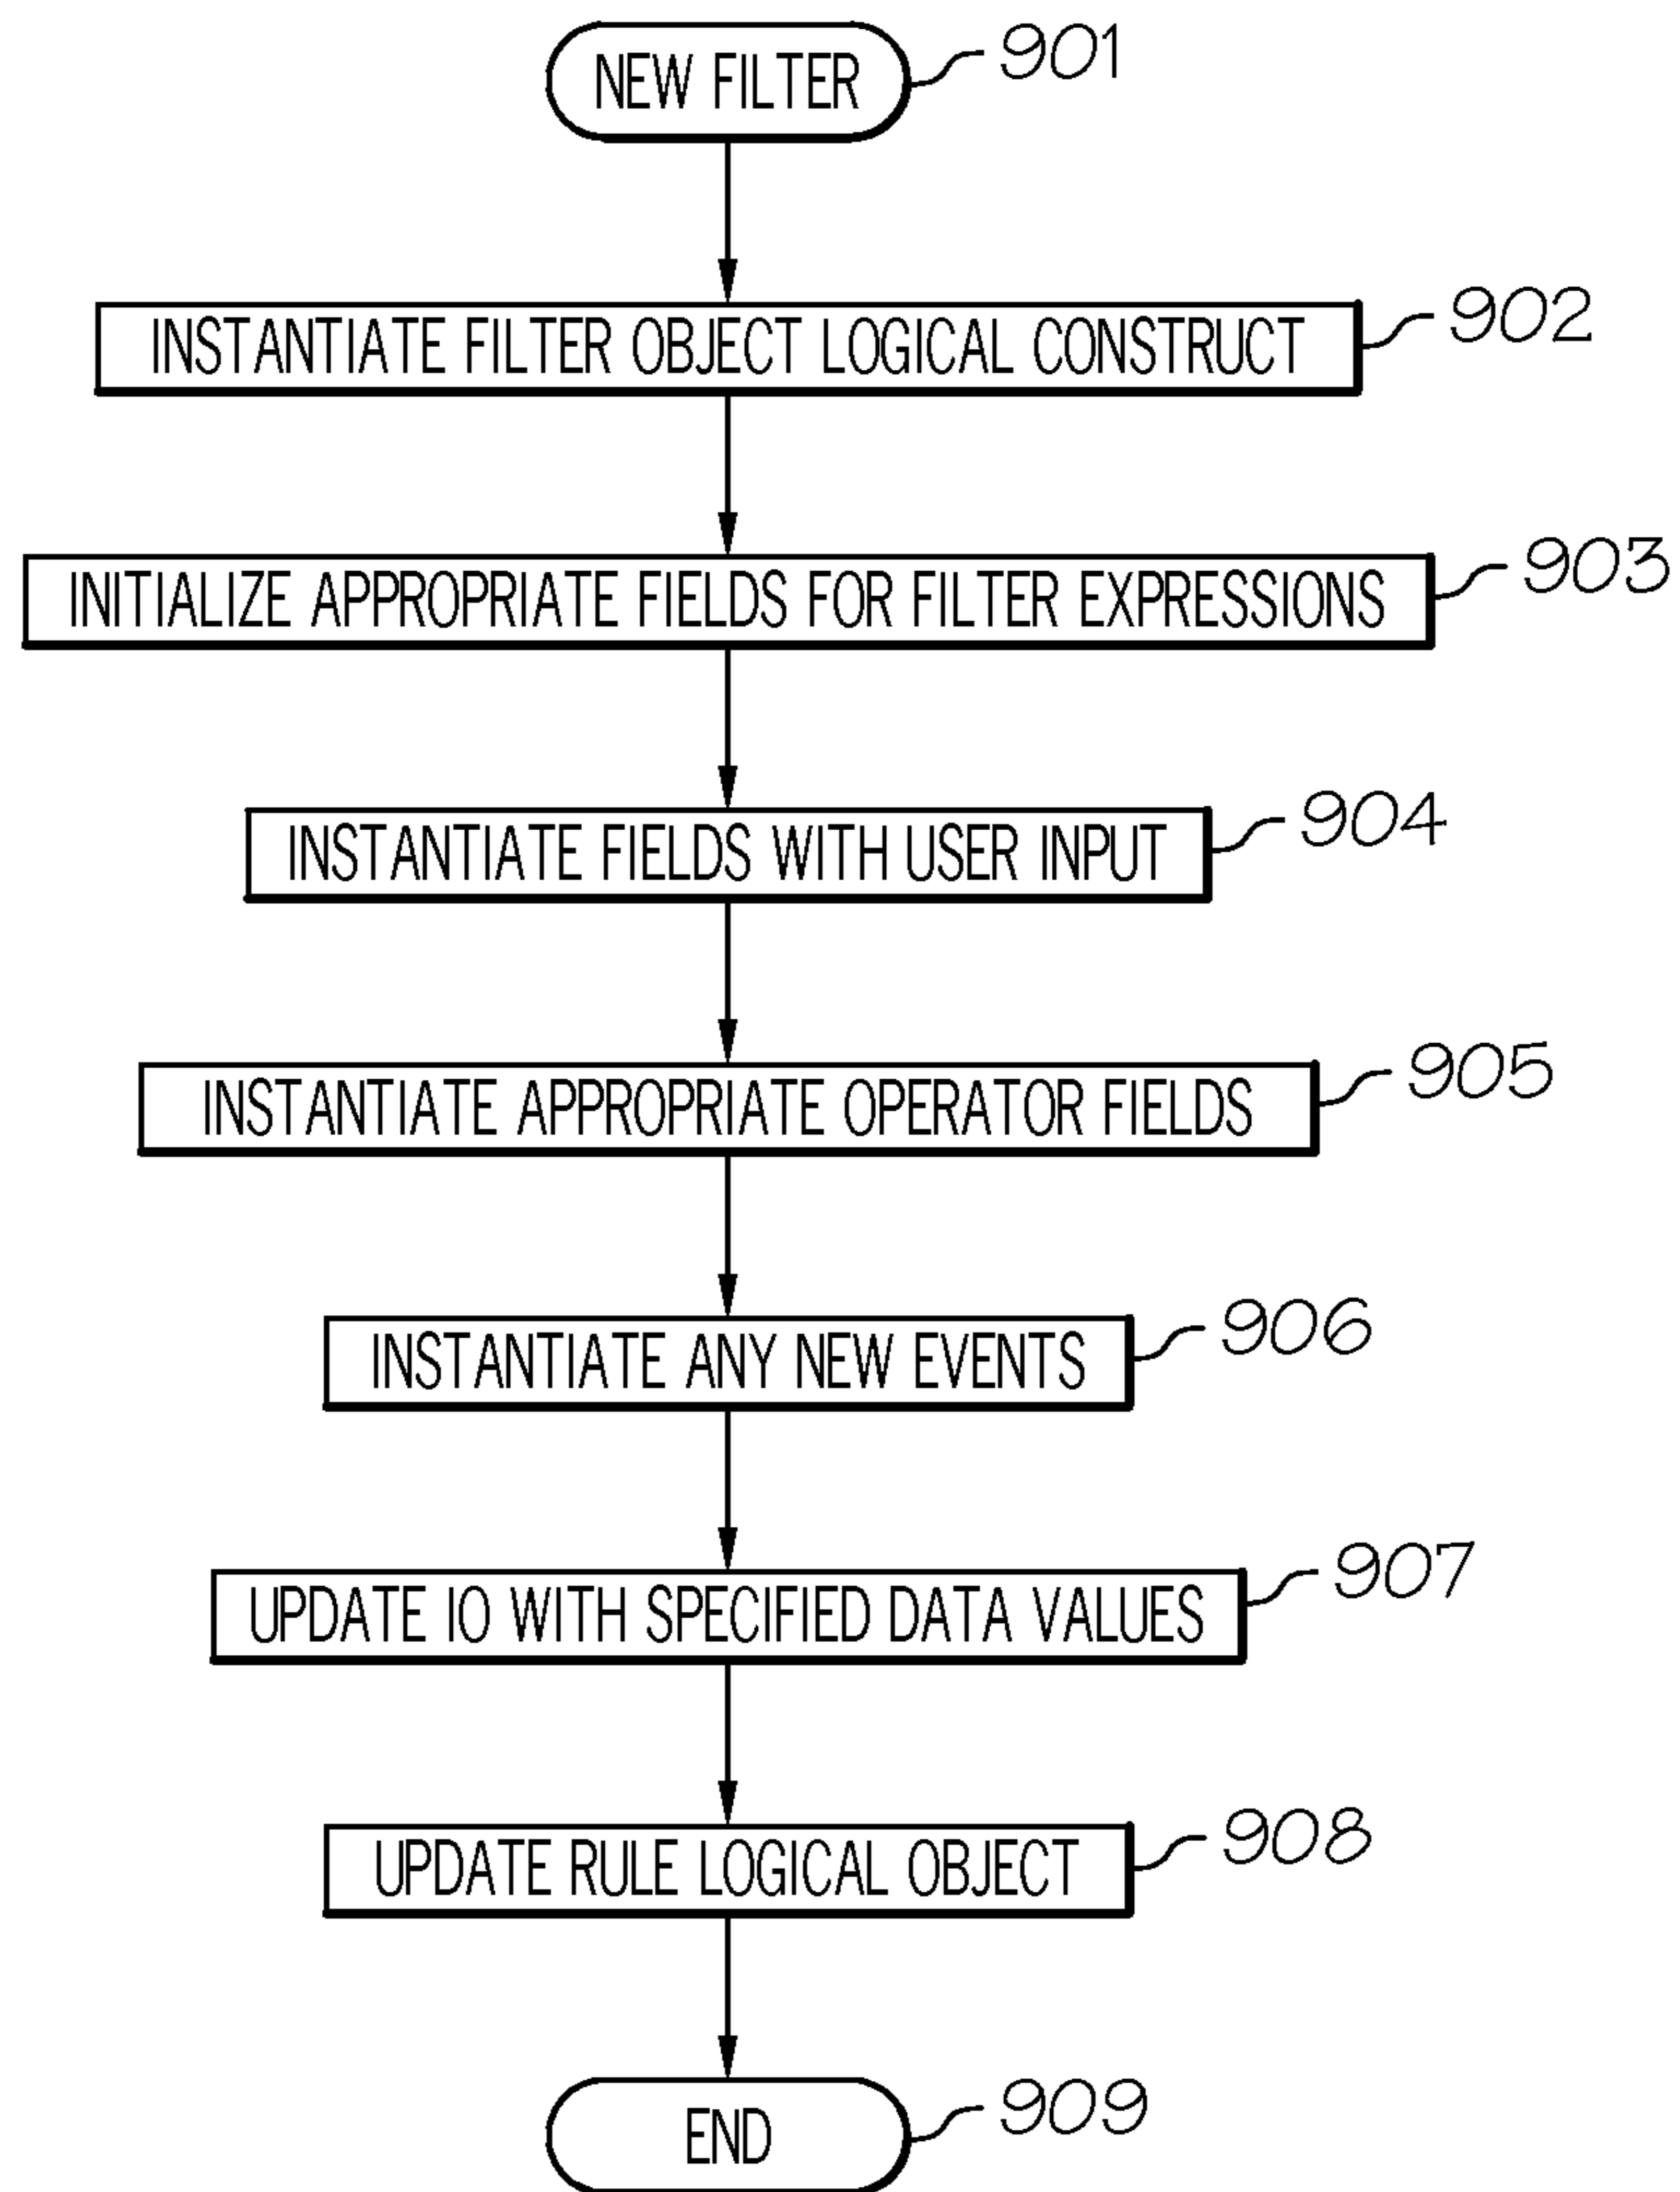 NEW FILTER
901
INSTANTIATE FILTER OBJECT LOGICAL CONSTRUCT
902
INITIALIZE APPROPRIATE FIELDS FOR FILTER EXPRESSIONS
903
INSTANTIATE FIELDS WITH USER INPUT
904
INSTANTIATE APPROPRIATE OPERATOR FIELDS
905
INSTANTIATE ANY NEW EVENTS
906
UPDATE IO WITH SPECIFIED DATA VALUES
907
UPDATE RULE LOGICAL OBJECT
908
END
909